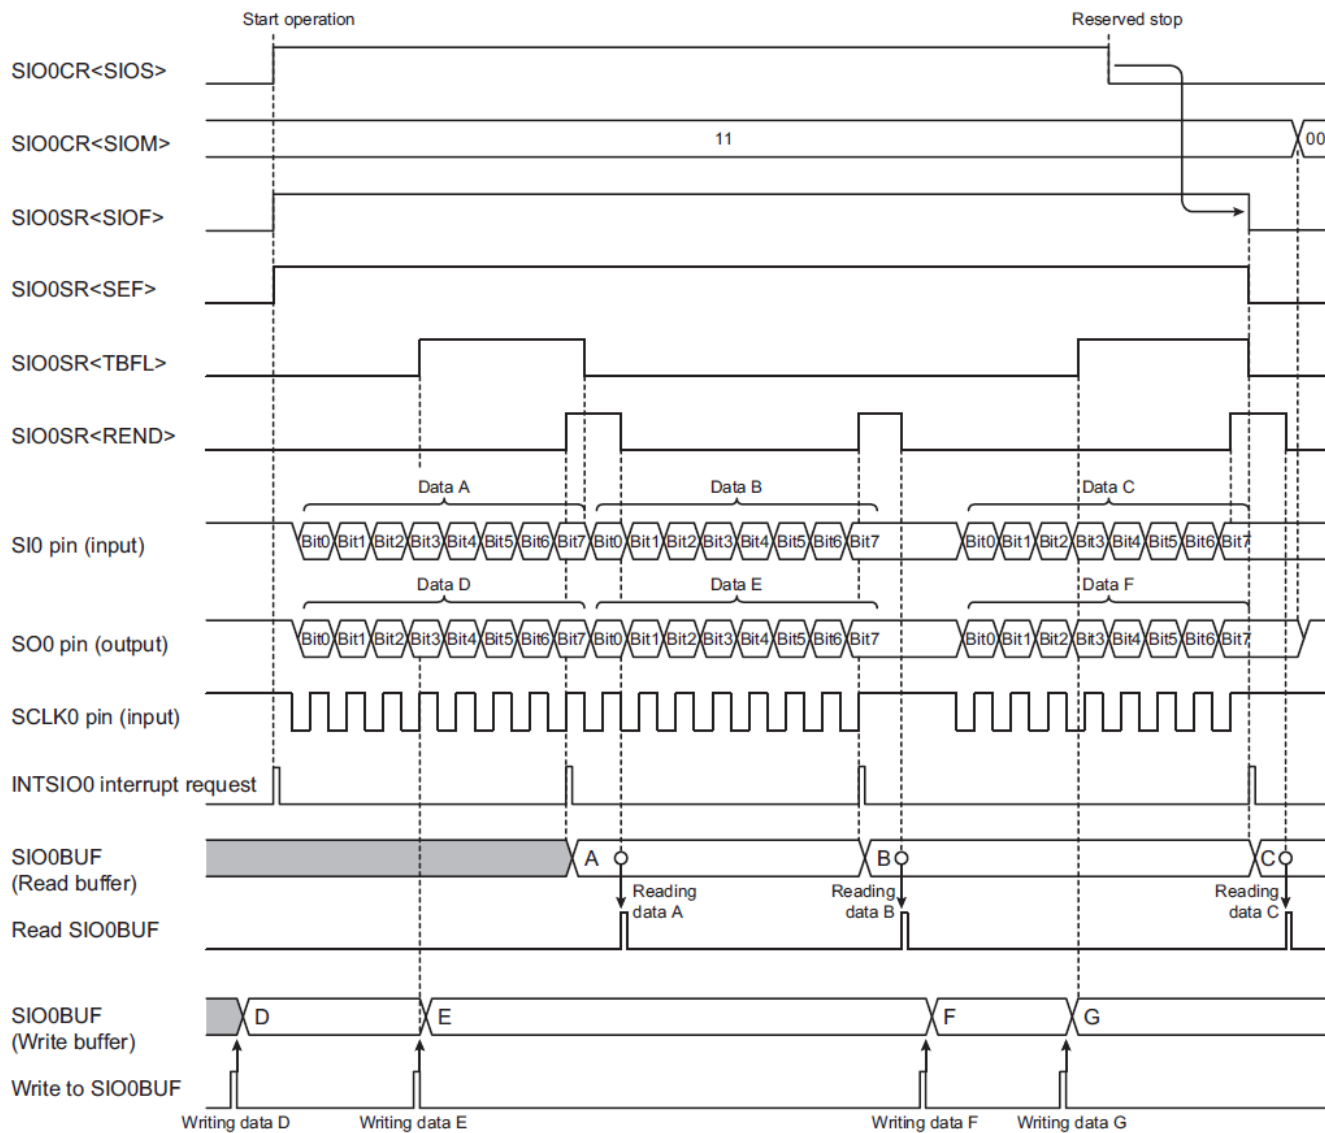 Start operation
Reserved stop
SIO0CR<SIOS>
SIO0CR<SIOM>
11
00
SIO0SR<SIOF>
SIO0SR<SEF>
SIO0SR<TBFL>
SIO0SR<REND>
Data A
Data B
Data C
SI0 pin (input)
Bit0 Bit1 Bit2 Bit3 Bit4 Bit5 Bit6 Bit7 Bit0 Bit1 Bit2 Bit3 Bit4 Bit5 Bit6 Bit7 Bit0 Bit1 Bit2 Bit3 Bit4 Bit5 Bit6 Bit7
Data D
Data E
Data F
SO0 pin (output)
Bit0 Bit1 Bit2 Bit3 Bit4 Bit5 Bit6 Bit7 Bit0 Bit1 Bit2 Bit3 Bit4 Bit5 Bit6 Bit7 Bit0 Bit1 Bit2 Bit3 Bit4 Bit5 Bit6 Bit7
SCLK0 pin (input)
INTSIO0 interrupt request
SIO0BUF
(Read buffer)
A
B
C
Reading
data A
Reading
data B
Reading
data C
Read SIO0BUF
SIO0BUF
(Write buffer)
D
E
F
G
Write to SIO0BUF
Writing data D
Writing data E
Writing data F
Writing data G